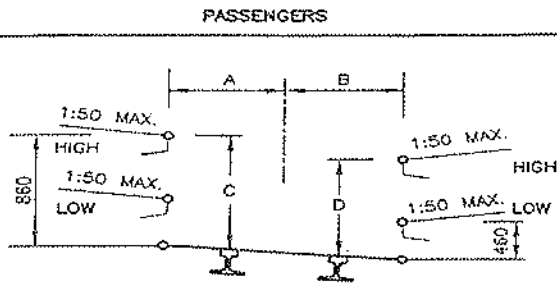 PASSENGERS
A B
1:50 MAX. 1:50 MAX.
HIGH HIGH
860 1:50 MAX. C D 1:50 MAX.
LOW LOW
460